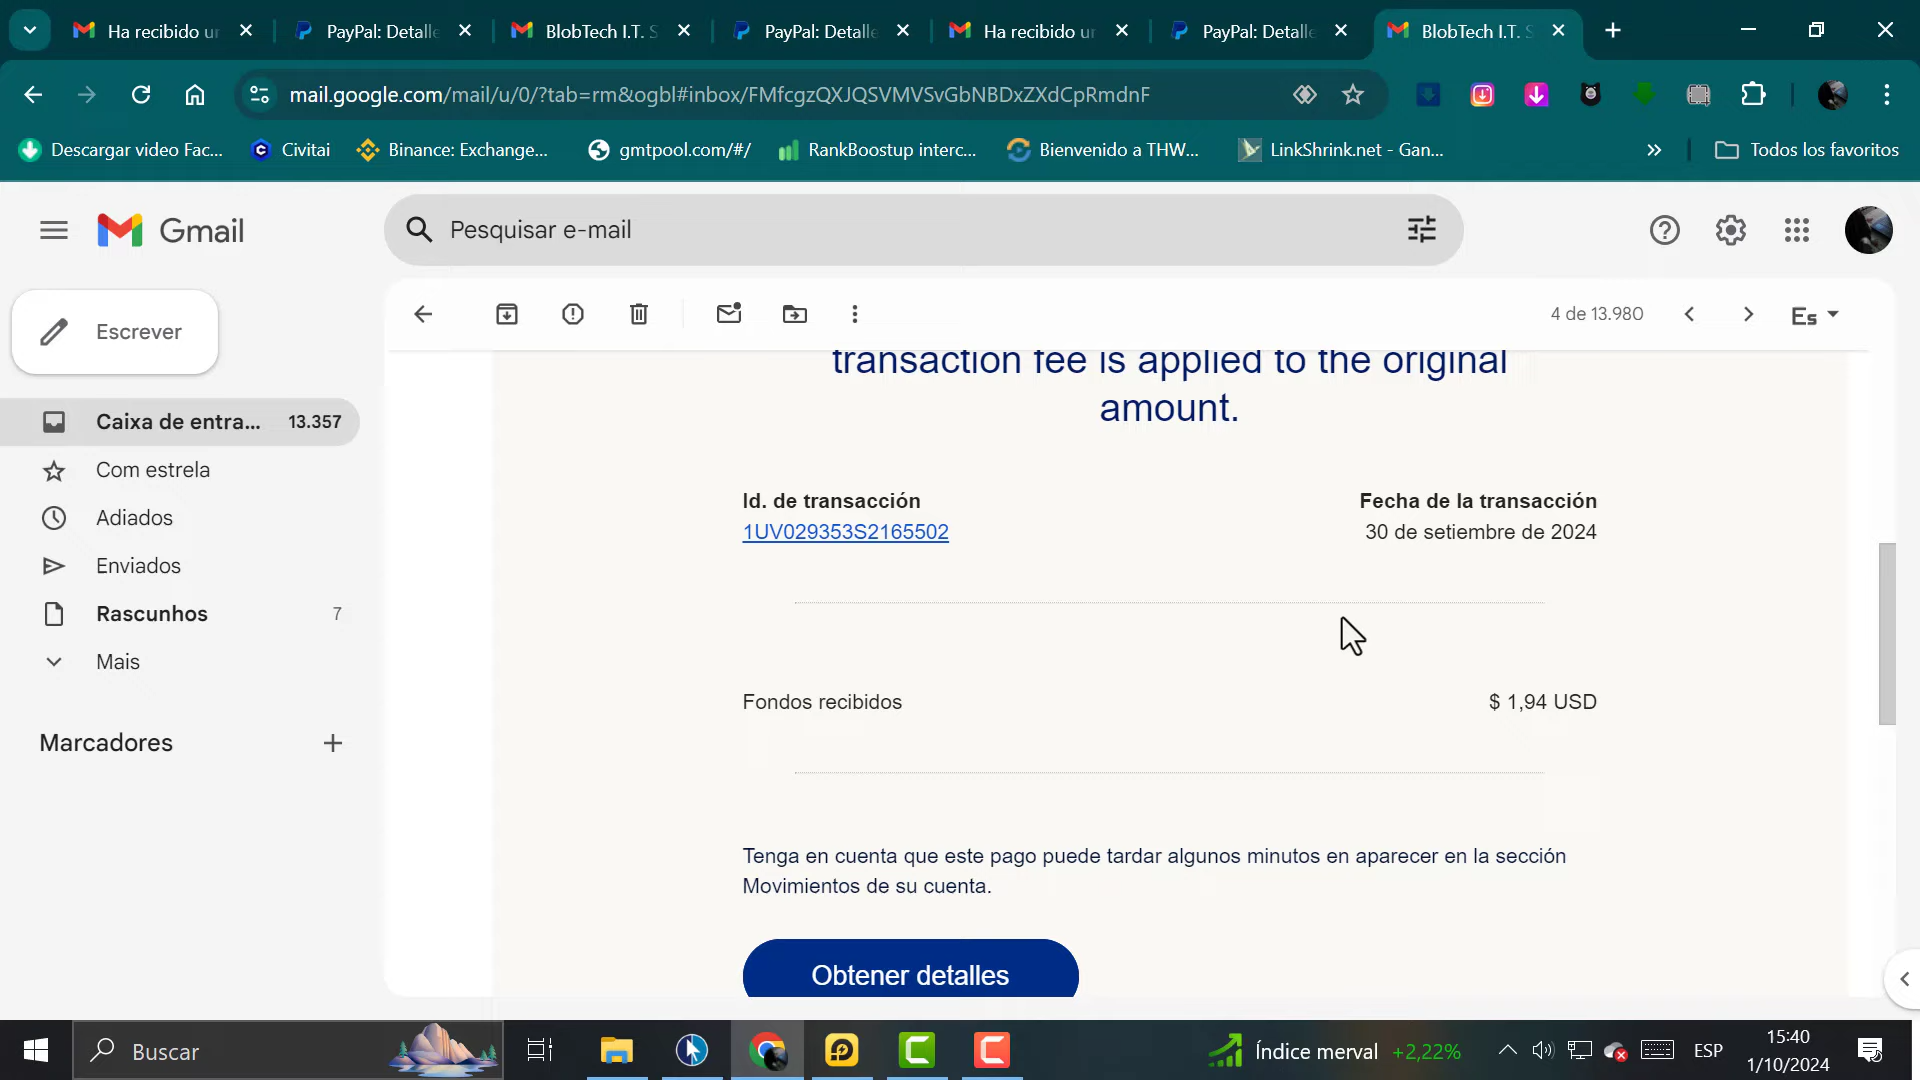 Ha recibido ur
PayPal: Detalle
BlobTech I.T. S
PayPal: Detalle
Ha recibido ur
PayPal: Detalle
BlobTech I.T. S
mail.google.com/mail/u/0/?tab=rm&ogbl#inbox/FMfcgzQXJQSVMVSvGbNBDxZXdCpRmdnF
Descargar video Fac...
Civitai
Binance: Exchange...
gmtpool.com/#/
RankBoostup interc...
Bienvenido a THW...
LinkShrink.net - Gan...
Todos los favoritos
Gmail
Pesquisar e-mail
Escrever
4 de 13.980
Es
Caixa de entra... 13.357
Com estrela
Adiados
Enviados
Rascunhos 7
Mais
Marcadores
transaction fee is applied to the original
amount.
Id. de transacción
1UV029353S2165502
Fecha de la transacción
30 de setiembre de 2024
Fondos recibidos $ 1,94 USD
Tenga en cuenta que este pago puede tardar algunos minutos en aparecer en la sección
Movimientos de su cuenta.
Obtener detalles
Buscar
Índice merval +2,22%
ESP
15:40
1/10/2024